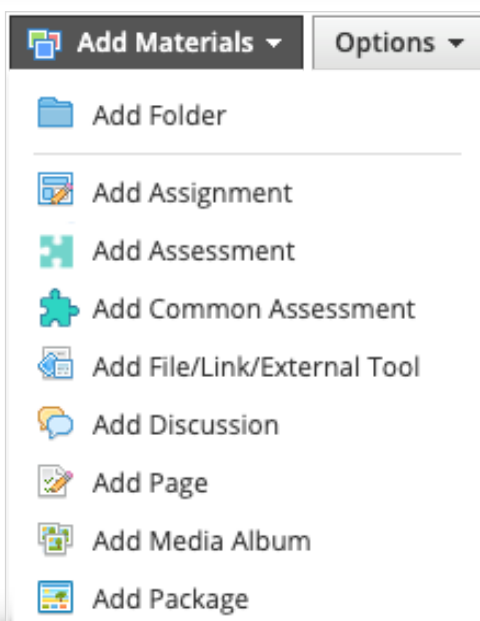 Add Materials
Options
Add Folder
Add Assignment
Add Assessment
Add Common Assessment
Add File/Link/External Tool
Add Discussion
Add Page
Add Media Album
Add Package